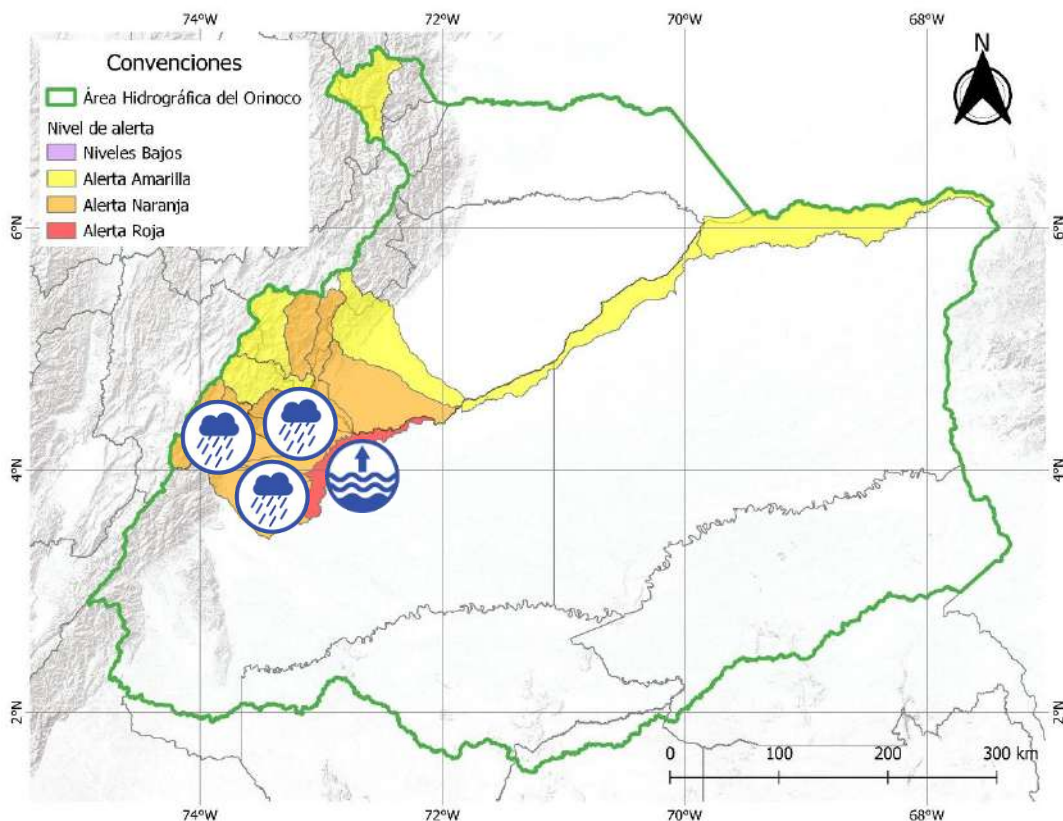 74°W
72°W
70°W
68°W
Convenciones
Área Hidrográfica del Orinoco
Nivel de alerta
Niveles Bajos
Alerta Amarilla
Alerta Naranja
Alerta Roja
N
6°N
6°N
4°N
4°N
2°N
2°N
0
100
200
300 km
74°W
72°W
70°W
68°W